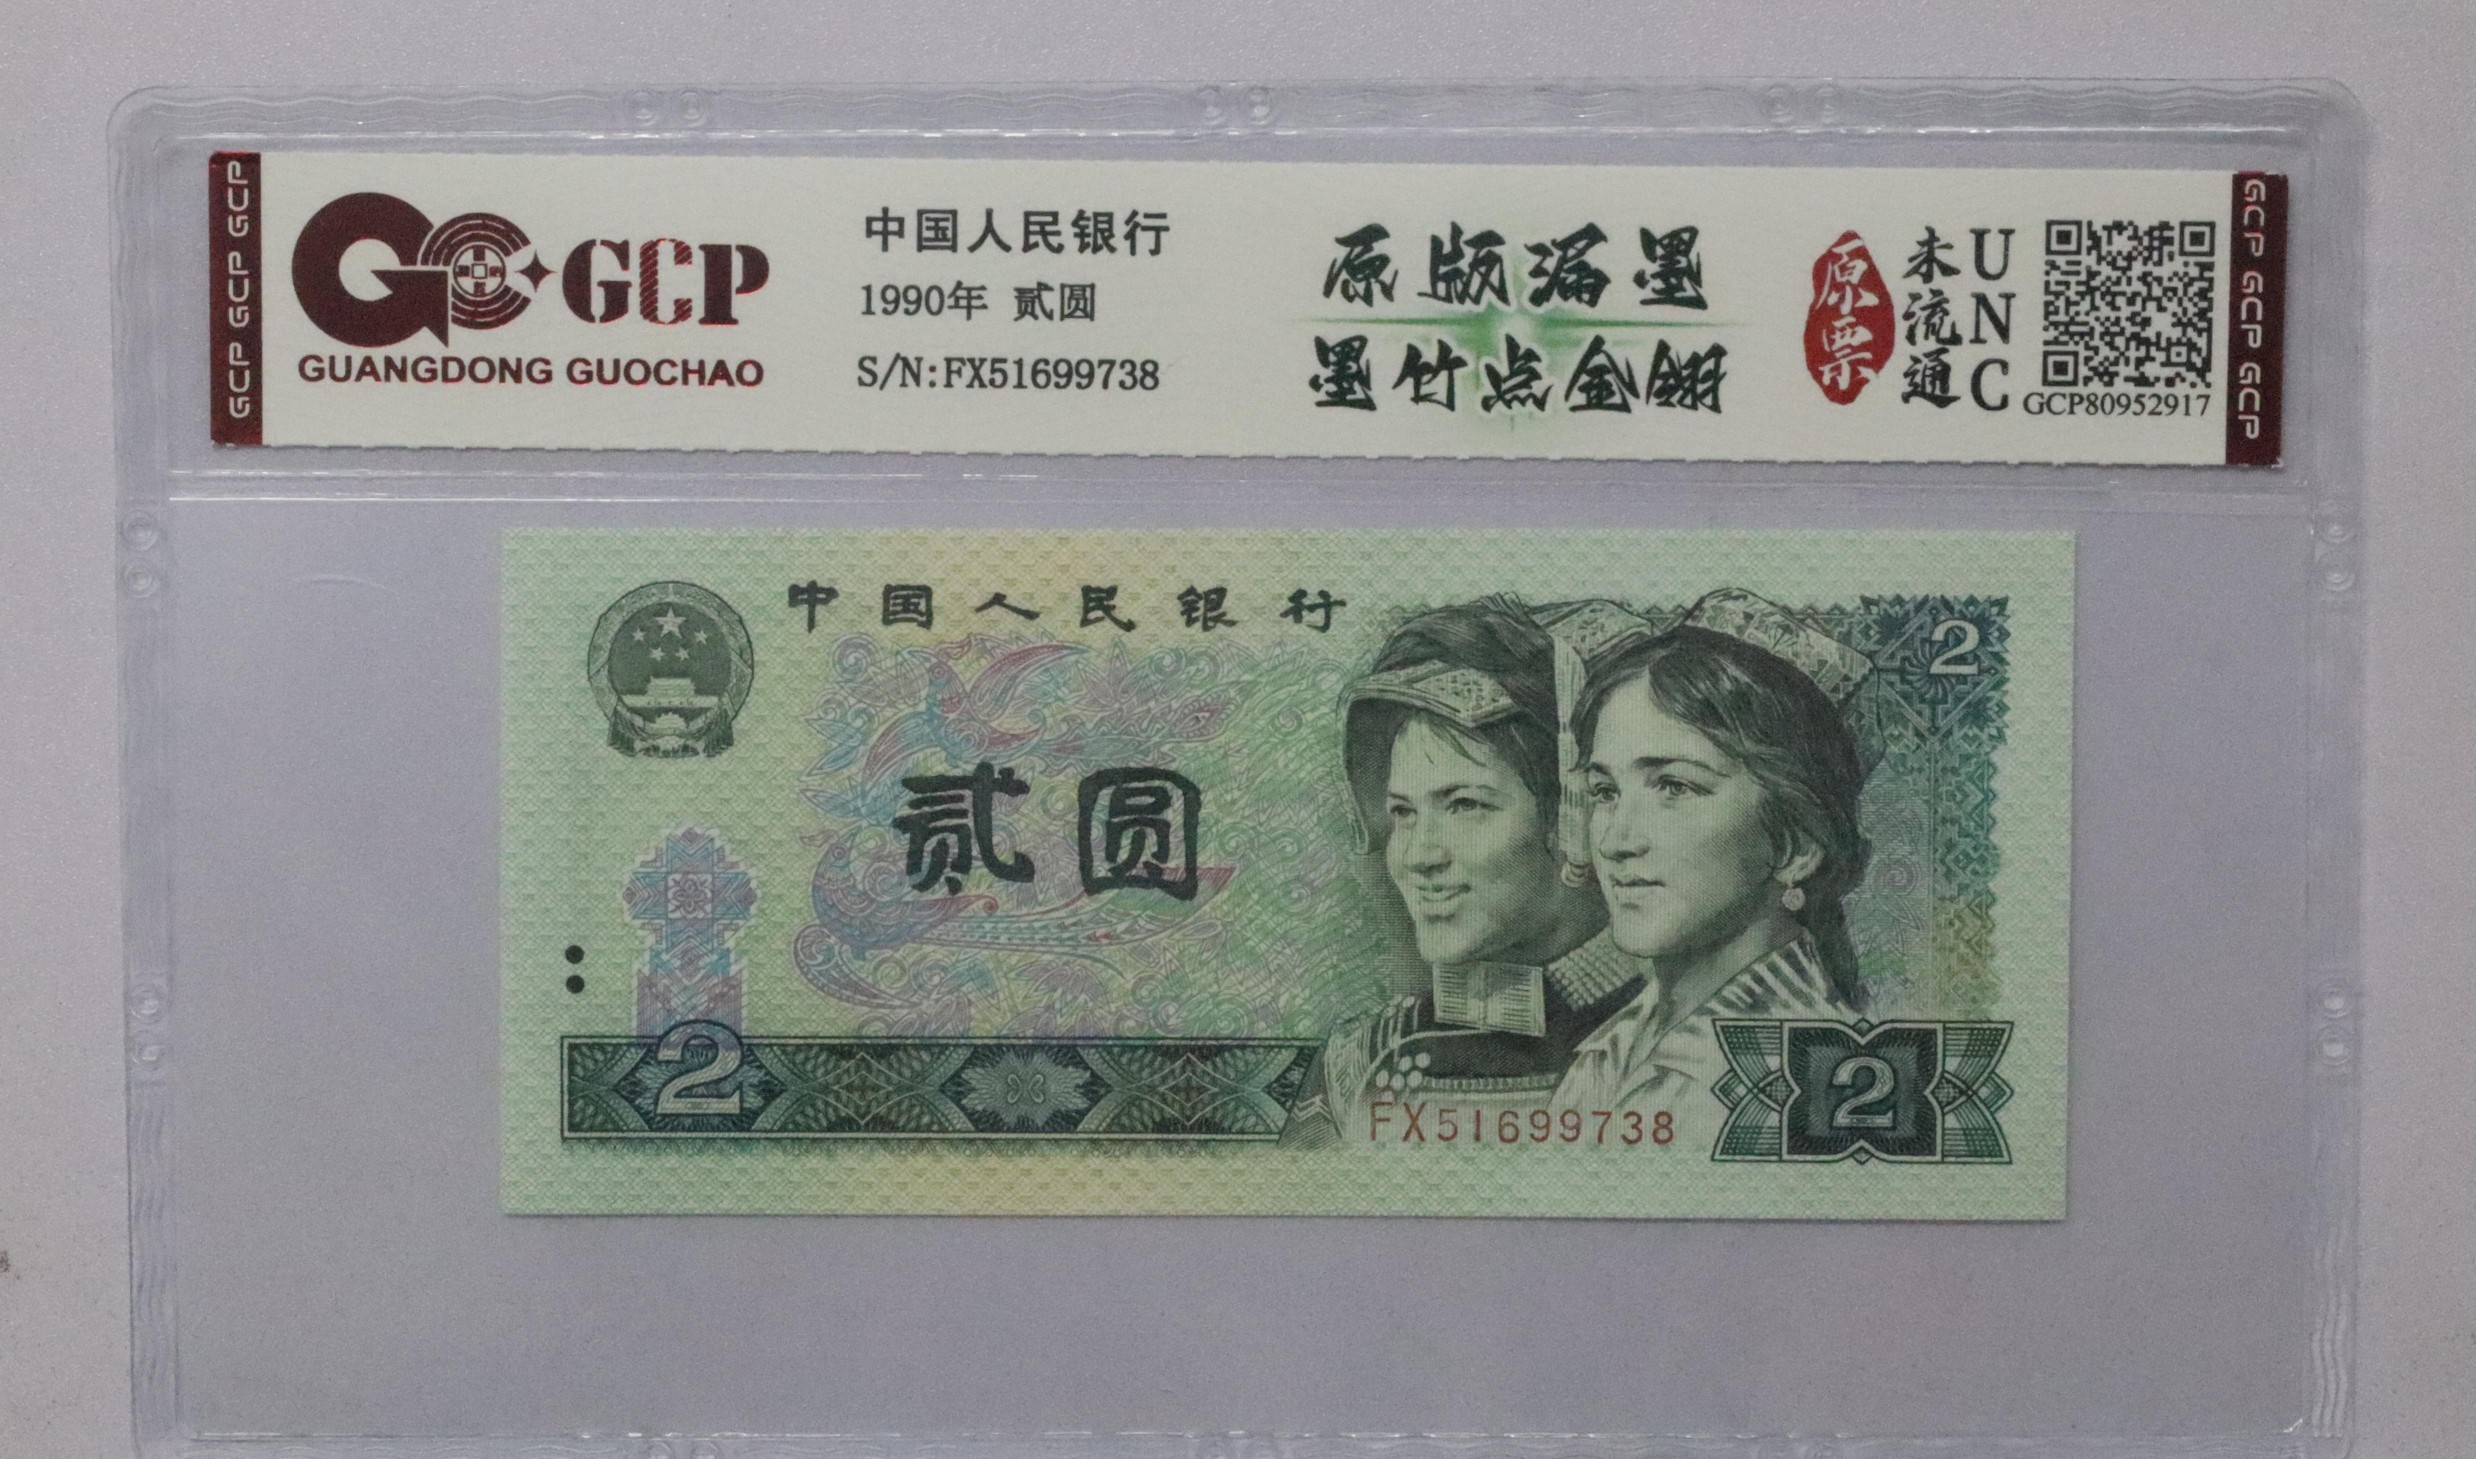 GCP GCP GCP
GCP
GUANGDONG GUOCHAO
中国人民银行
1990年 贰圆
S/N:FX51699738
原版漏墨
墨竹点金翎
原票
未流通
UNC
GCP80952917
GCP GCP GCP
中国人民银行
2
贰圆
2
FX51699738
2